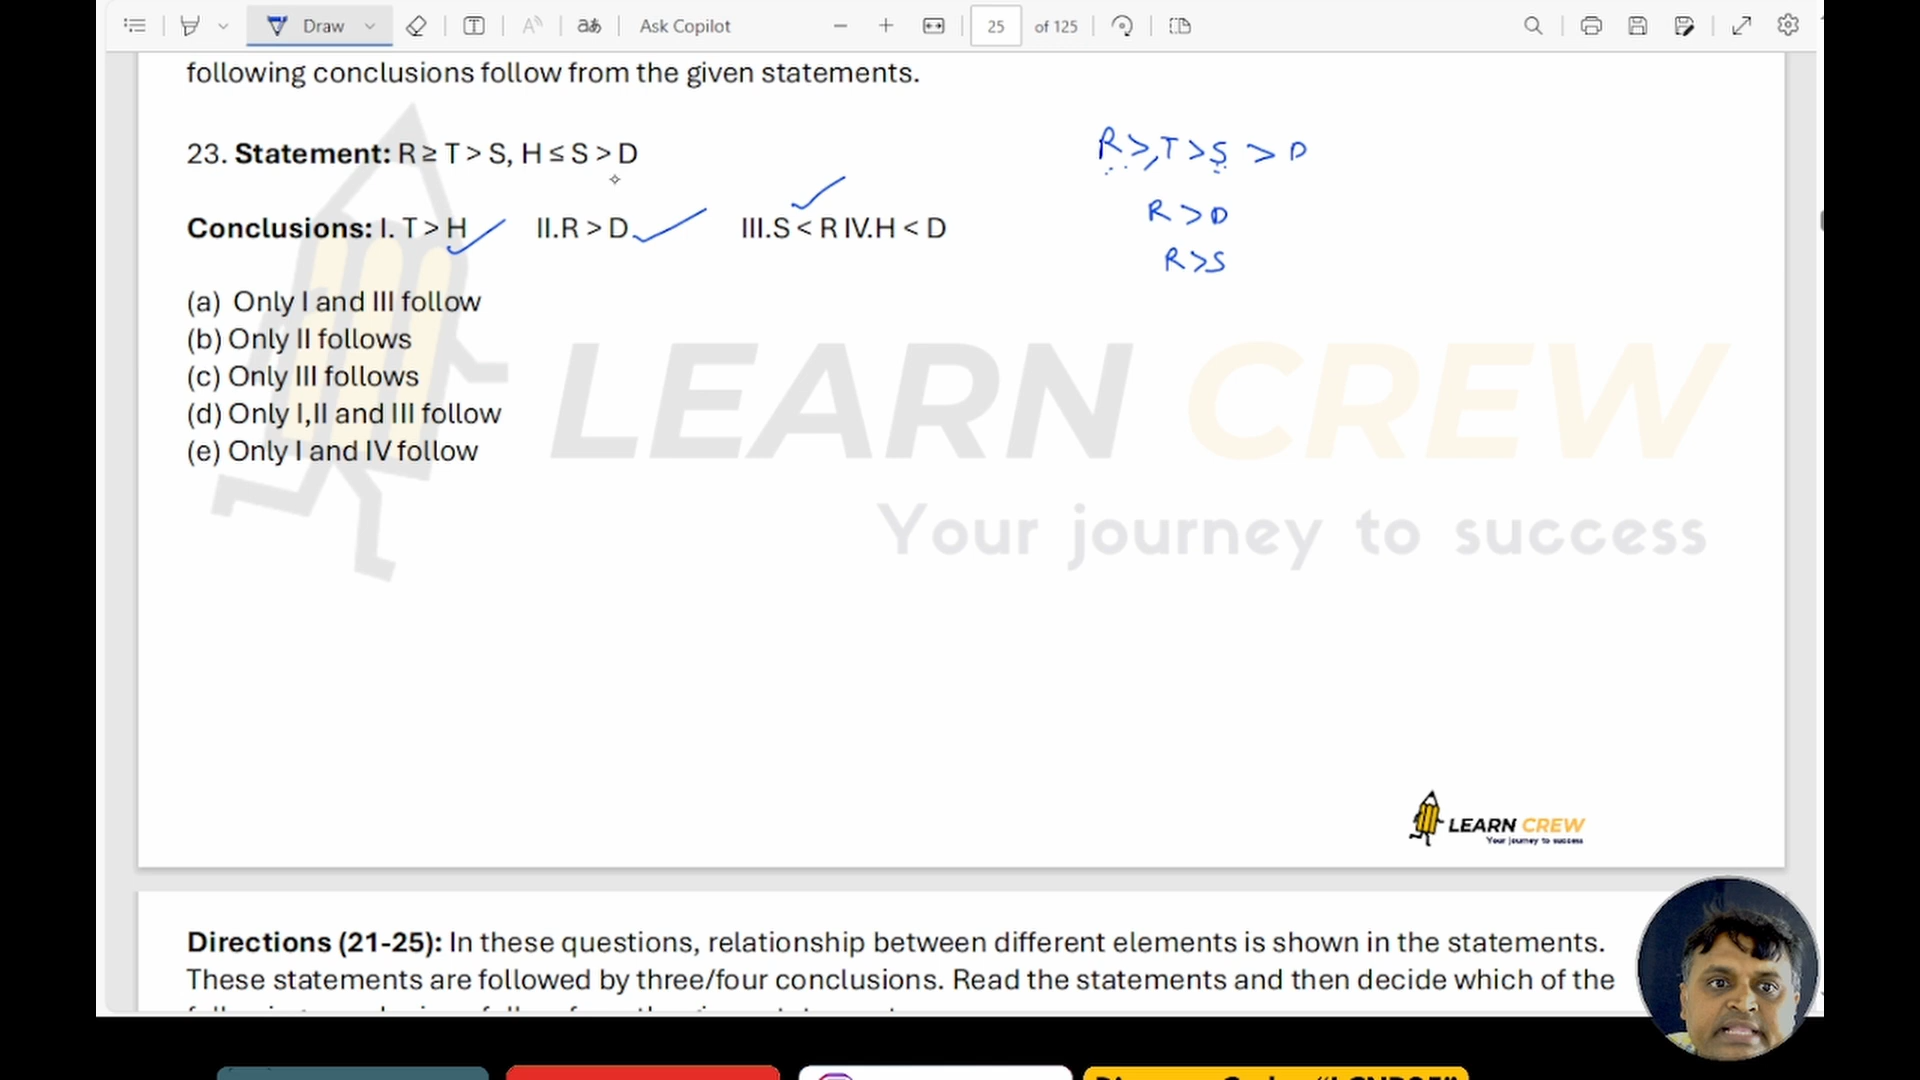 Draw
Ask Copilot
25 of 125
following conclusions follow from the given statements.
23. Statement: R ≥ T > S, H ≤ S > D
R ≥ T > S > D
R > D
R > S
Conclusions: I. T > H II.R > D III.S < R IV.H < D
(a) Only I and III follow
(b) Only II follows
(c) Only III follows
(d) Only I,II and III follow
(e) Only I and IV follow
LEARN CREW
Your journey to success
LEARN CREW
Your journey to success
Directions (21-25): In these questions, relationship between different elements is shown in the statements.
These statements are followed by three/four conclusions. Read the statements and then decide which of the